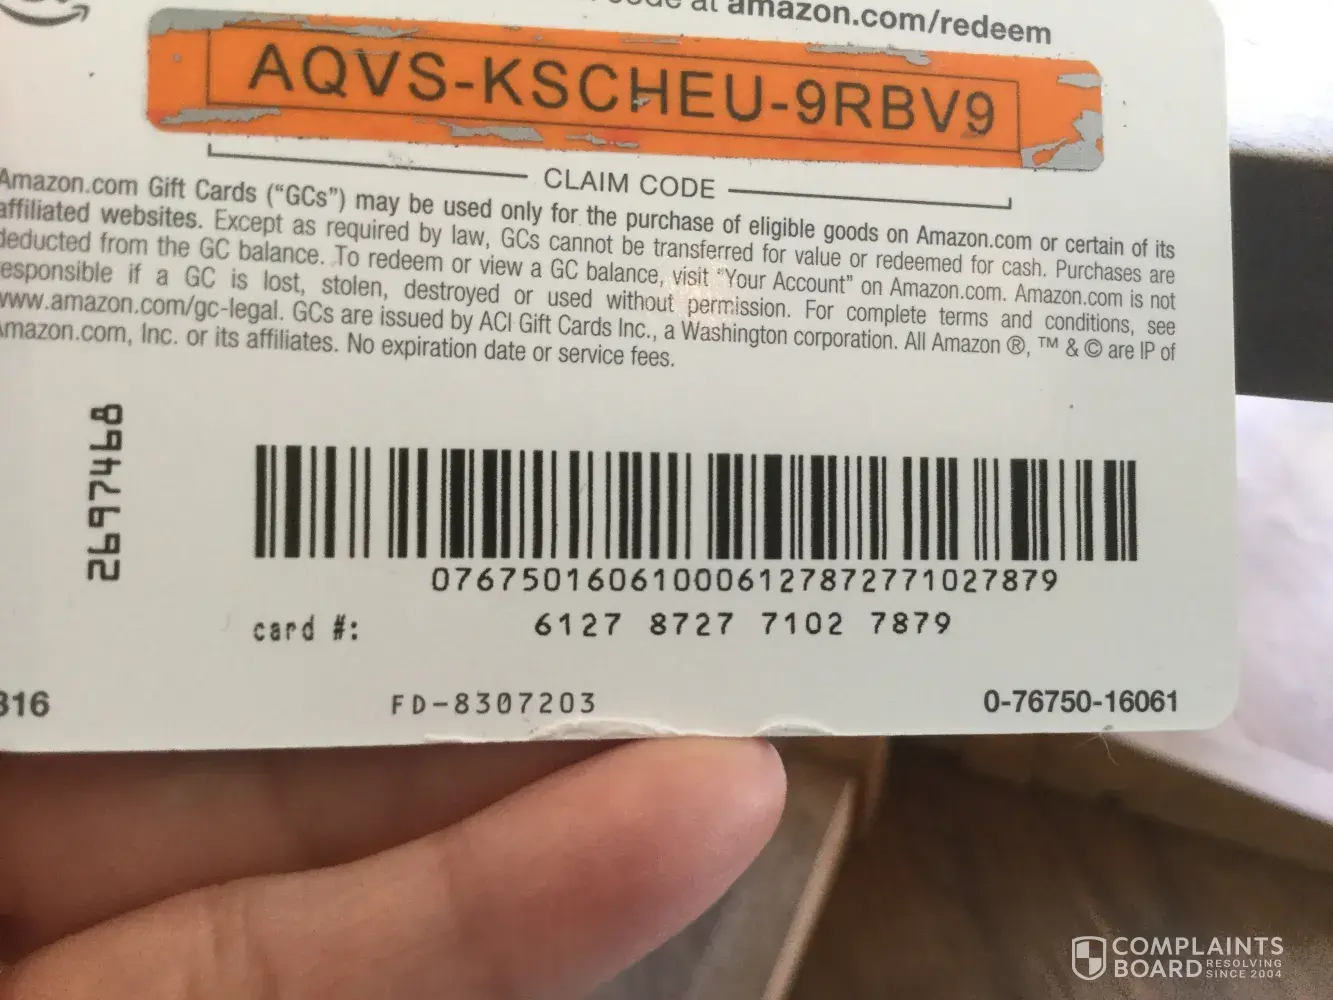 code at amazon.com/redeem
AQVS-KSCHEU-9RBV9
CLAIM CODE
Amazon.com Gift Cards (“GCs”) may be used only for the purchase of eligible goods on Amazon.com or certain of its
affiliated websites. Except as required by law, GCs cannot be transferred for value or redeemed for cash. Purchases are
deducted from the GC balance. To redeem or view a GC balance, visit “Your Account” on Amazon.com. Amazon.com is not
esponsible if a GC is lost, stolen, destroyed or used without permission. For complete terms and conditions, see
www.amazon.com/gc-legal. GCs are issued by ACI Gift Cards Inc., a Washington corporation. All Amazon ®, ™ & © are IP of
Amazon.com, Inc. or its affiliates. No expiration date or service fees.
2697468
076750160610006127872771027879
card #: 6127 8727 7102 7879
FD-8307203
0-76750-16061
COMPLAINTS
BOARD RESOLVING
SINCE 2004